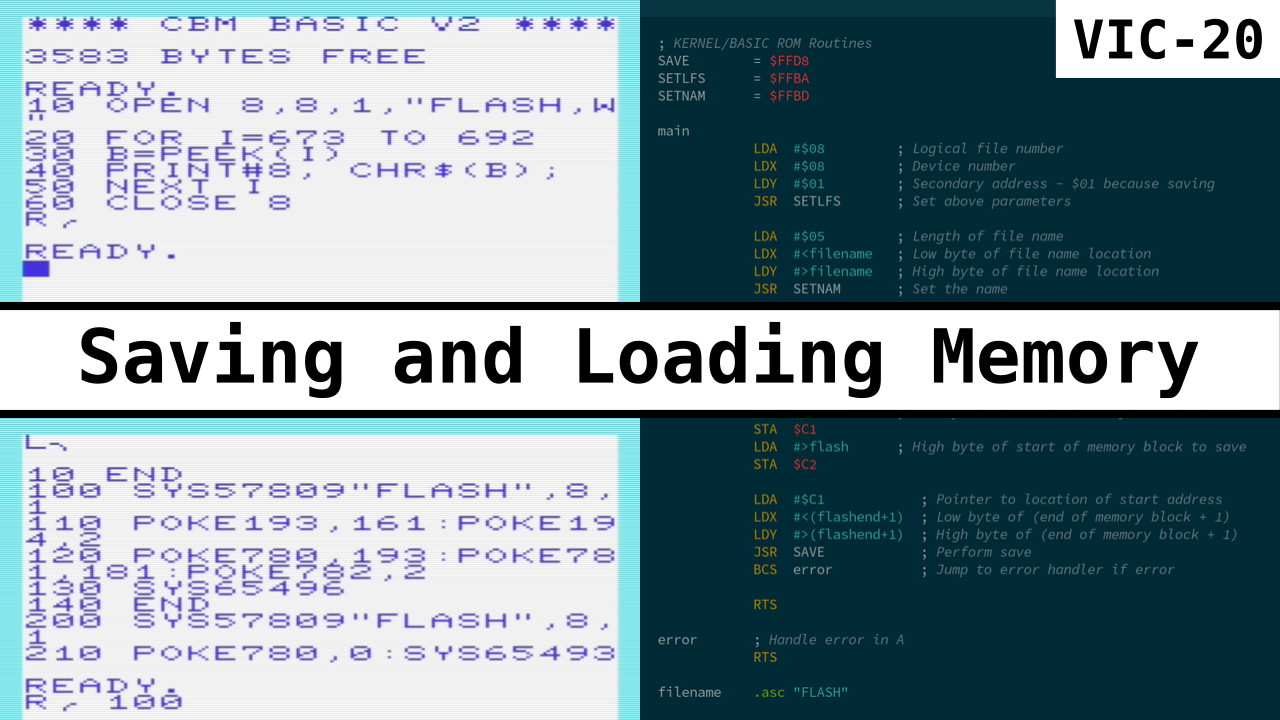 **** CBM BASIC V2 ****
3583 BYTES FREE
READY.
10 OPEN 8,8,1,"FLASH,W
"
20 FOR I=673 TO 692
30 B=PEEK(I)
40 PRINT#8, CHR$(B);
50 NEXT I
60 CLOSE 8
R
READY.
; KERNEL/BASIC ROM Routines
SAVE = $FFD8
SETLFS = $FFBA
SETNAM = $FFBD
main
LDA #$08 ; Logical file number
LDX #$08 ; Device number
LDY #$01 ; Secondary address – $01 because saving
JSR SETLFS ; Set above parameters
LDA #$05 ; Length of file name
LDX #<filename ; Low byte of file name location
LDY #>filename ; High byte of file name location
JSR SETNAM ; Set the name
VIC-20
Saving and Loading Memory
L
10 END
100 SYS57809"FLASH",8,
1
110 POKE193,161:POKE19
4,2
120 POKE780,193:POKE78
1,181:POKE782,2
130 SYS65496
140 END
200 SYS57809"FLASH",8,
1
210 POKE780,0:SYS65493
READY.
R 100
STA $C1
LDA #>flash ; High byte of start of memory block to save
STA $C2
LDA #$C1 ; Pointer to location of start address
LDX #<(flashend+1) ; Low byte of (end of memory block + 1)
LDY #>(flashend+1) ; High byte of (end of memory block + 1)
JSR SAVE ; Perform save
BCS error ; Jump to error handler if error
RTS
error ; Handle error in A
RTS
filename .asc "FLASH"